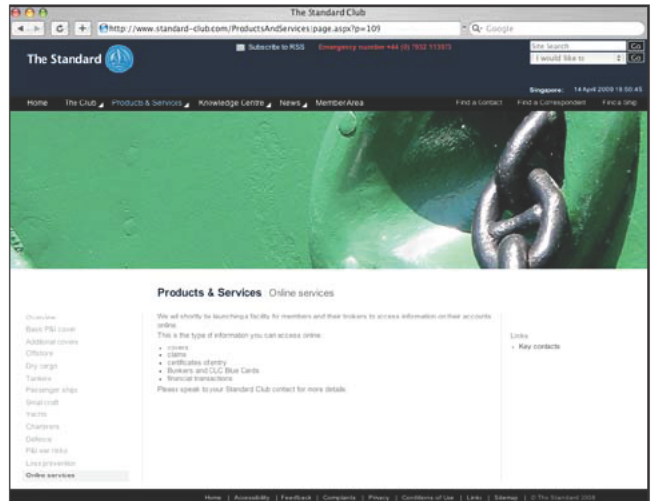 The Standard Club
http://www.standard-club.com/ProductsAndServices/page.aspx?p=109
Google
Subscribe to RSS
Emergency number +44 (0) 7932 113573
Site Search
Go
The Standard
I would like to
Go
Singapore: 14 April 2009 18:50:45
Home The Club Products & Services Knowledge Centre News MemberArea Find a Contact Find a Correspondent Find a Ship
Products & Services Online services
We will shortly be launching a facility for members and their brokers to access information on their accounts
online.
This is the type of information you can access online
covers
claims
certificates of entry
Bunkers and CLC Blue Cards
financial transactions
Please speak to your Standard Club contact for more details.
Overview
Basic P&I cover
Additional covers
Offshore
Dry cargo
Tankers
Passenger ships
Small craft
Yachts
Charterers
Defence
P&I war risks
Loss prevention
Online services
Links
Key contacts
Home | Accessibility | Feedback | Complaints | Privacy | Conditions of Use | Links | Sitemap | © The Standard 2009